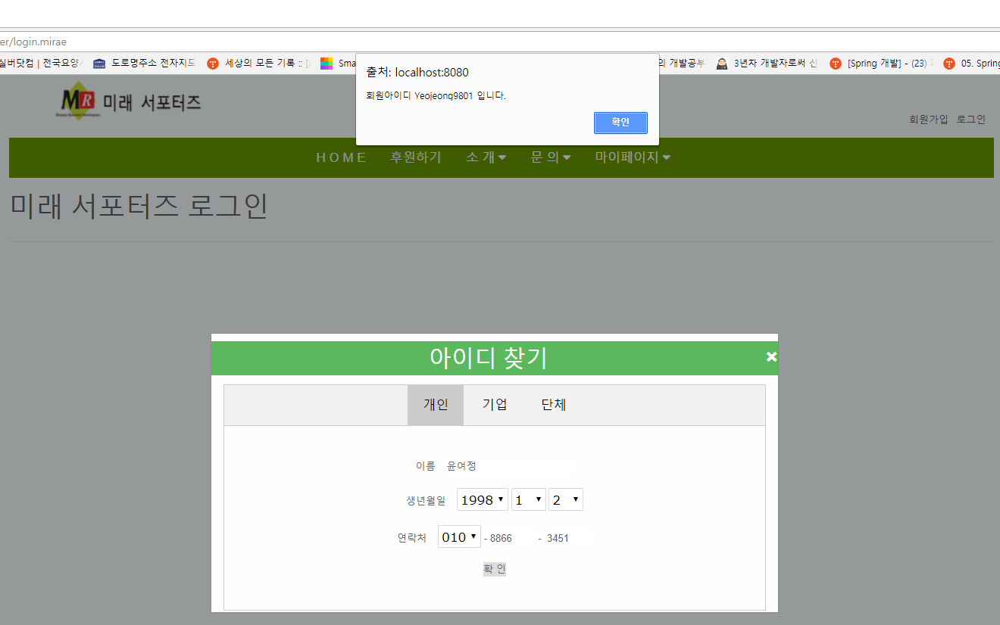 er/login.mirae
실버닷컴 | 전국요양 도로명주소 전자지도 세상의 모든 기록 :: Sma 의 개발공부 3년차 개발자로써 신 [Spring 개발] - (23) 05. Spring
출처: localhost:8080
회원아이디 Yeojeong9801 입니다.
확인
MR 미래 서포터즈
회원가입 로그인
H O M E 후원하기 소 개 문 의 마이페이지
미래 서포터즈 로그인
아이디 찾기
개인 기업 단체
이름 윤여정
생년월일 1998 1 2
연락처 010 - 8866 - 3451
확 인